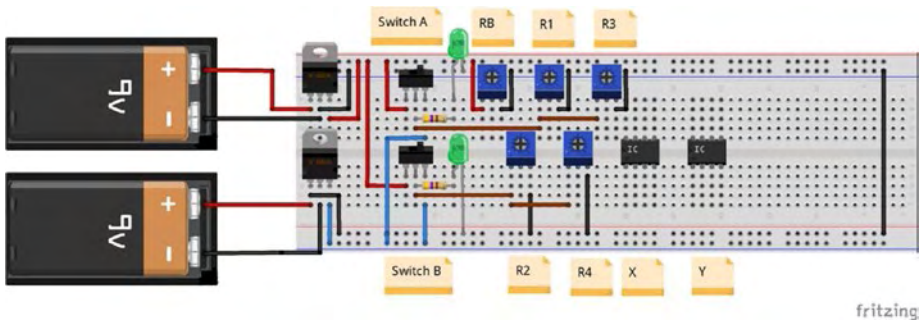 Switch A
RB
R1
R3
+
9V
-
IC
IC
+
9V
-
Switch B
R2
R4
X
Y
fritzing